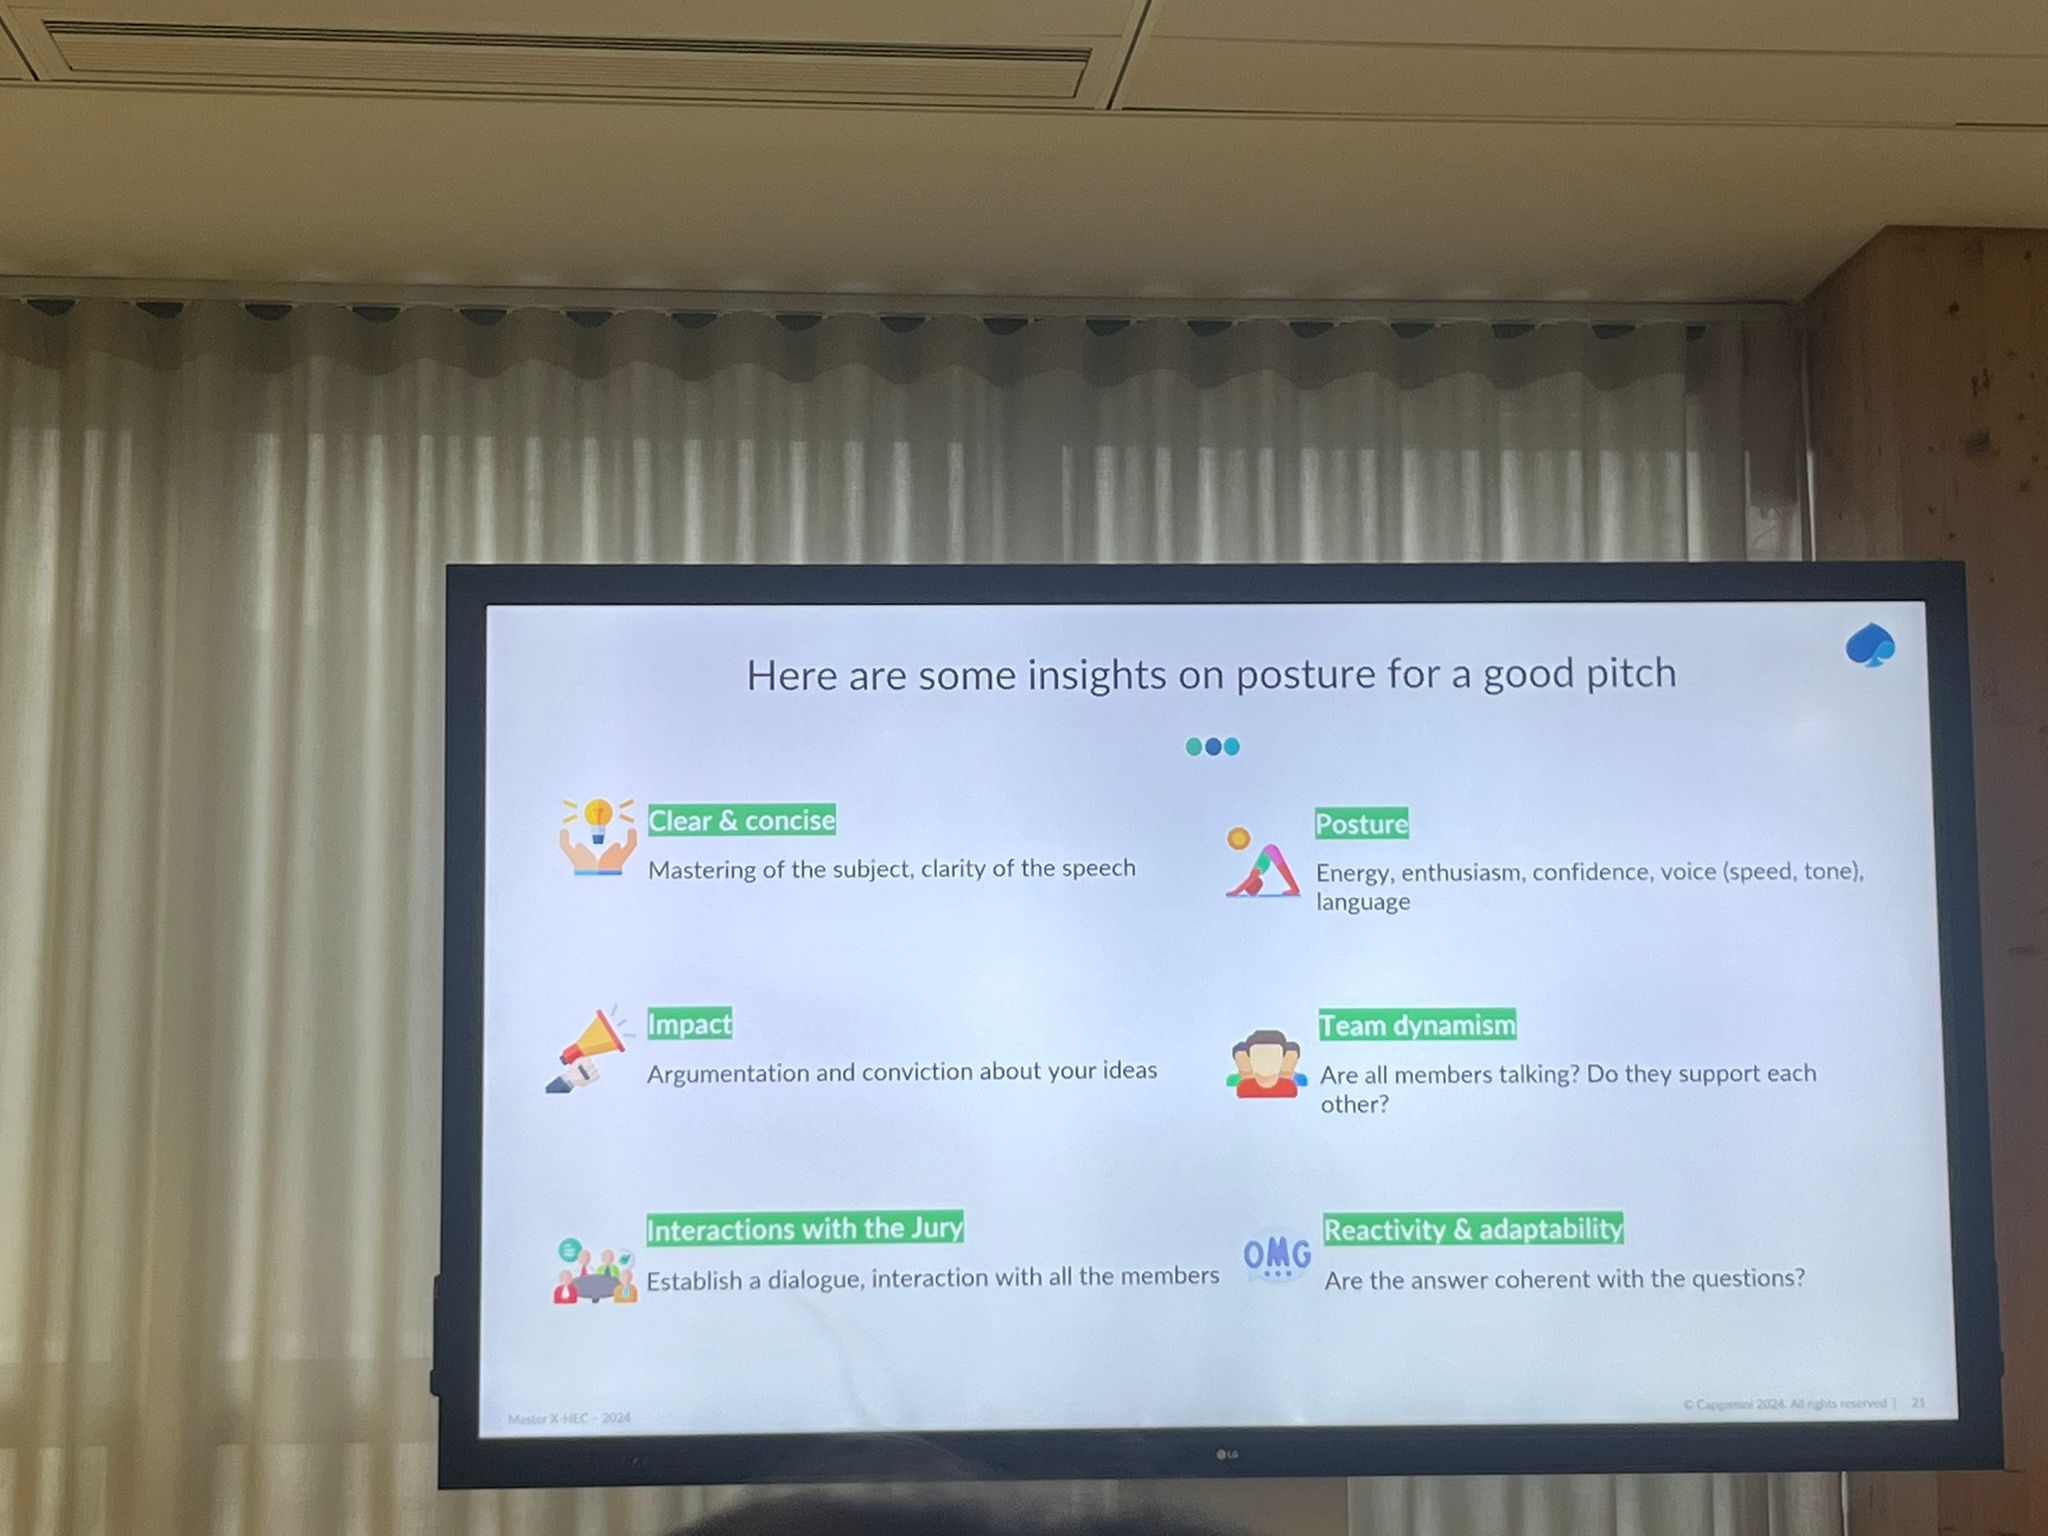 Here are some insights on posture for a good pitch
Clear & concise
Mastering of the subject, clarity of the speech
Posture
Energy, enthusiasm, confidence, voice (speed, tone),
language
Impact
Argumentation and conviction about your ideas
Team dynamism
Are all members talking? Do they support each
other?
Interactions with the Jury
Establish a dialogue, interaction with all the members
OMG
Reactivity & adaptability
Are the answer coherent with the questions?
Master X-HEC - 2024
© Capgemini 2024. All rights reserved | 21
LG